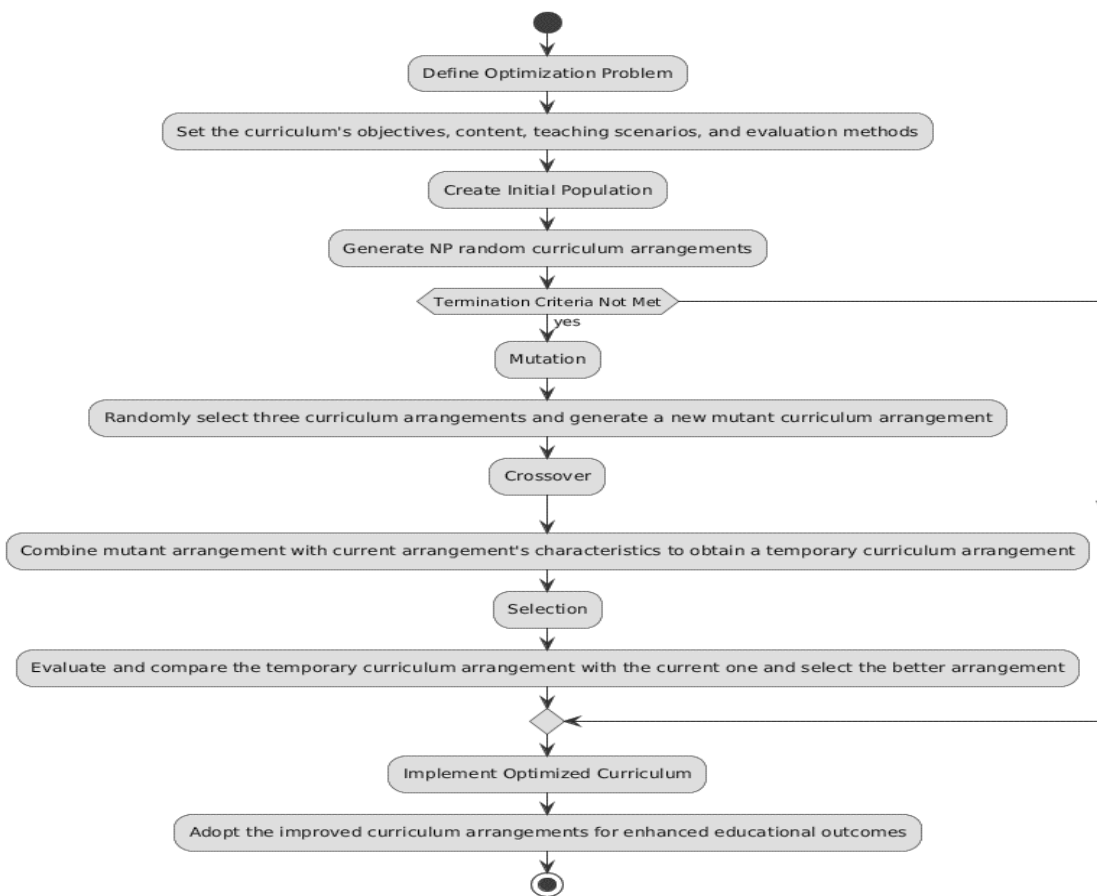 Define Optimization Problem
Set the curriculum's objectives, content, teaching scenarios, and evaluation methods
Create Initial Population
Generate NP random curriculum arrangements
Termination Criteria Not Met
yes
Mutation
Randomly select three curriculum arrangements and generate a new mutant curriculum arrangement
Crossover
Combine mutant arrangement with current arrangement's characteristics to obtain a temporary curriculum arrangement
Selection
Evaluate and compare the temporary curriculum arrangement with the current one and select the better arrangement
Implement Optimized Curriculum
Adopt the improved curriculum arrangements for enhanced educational outcomes